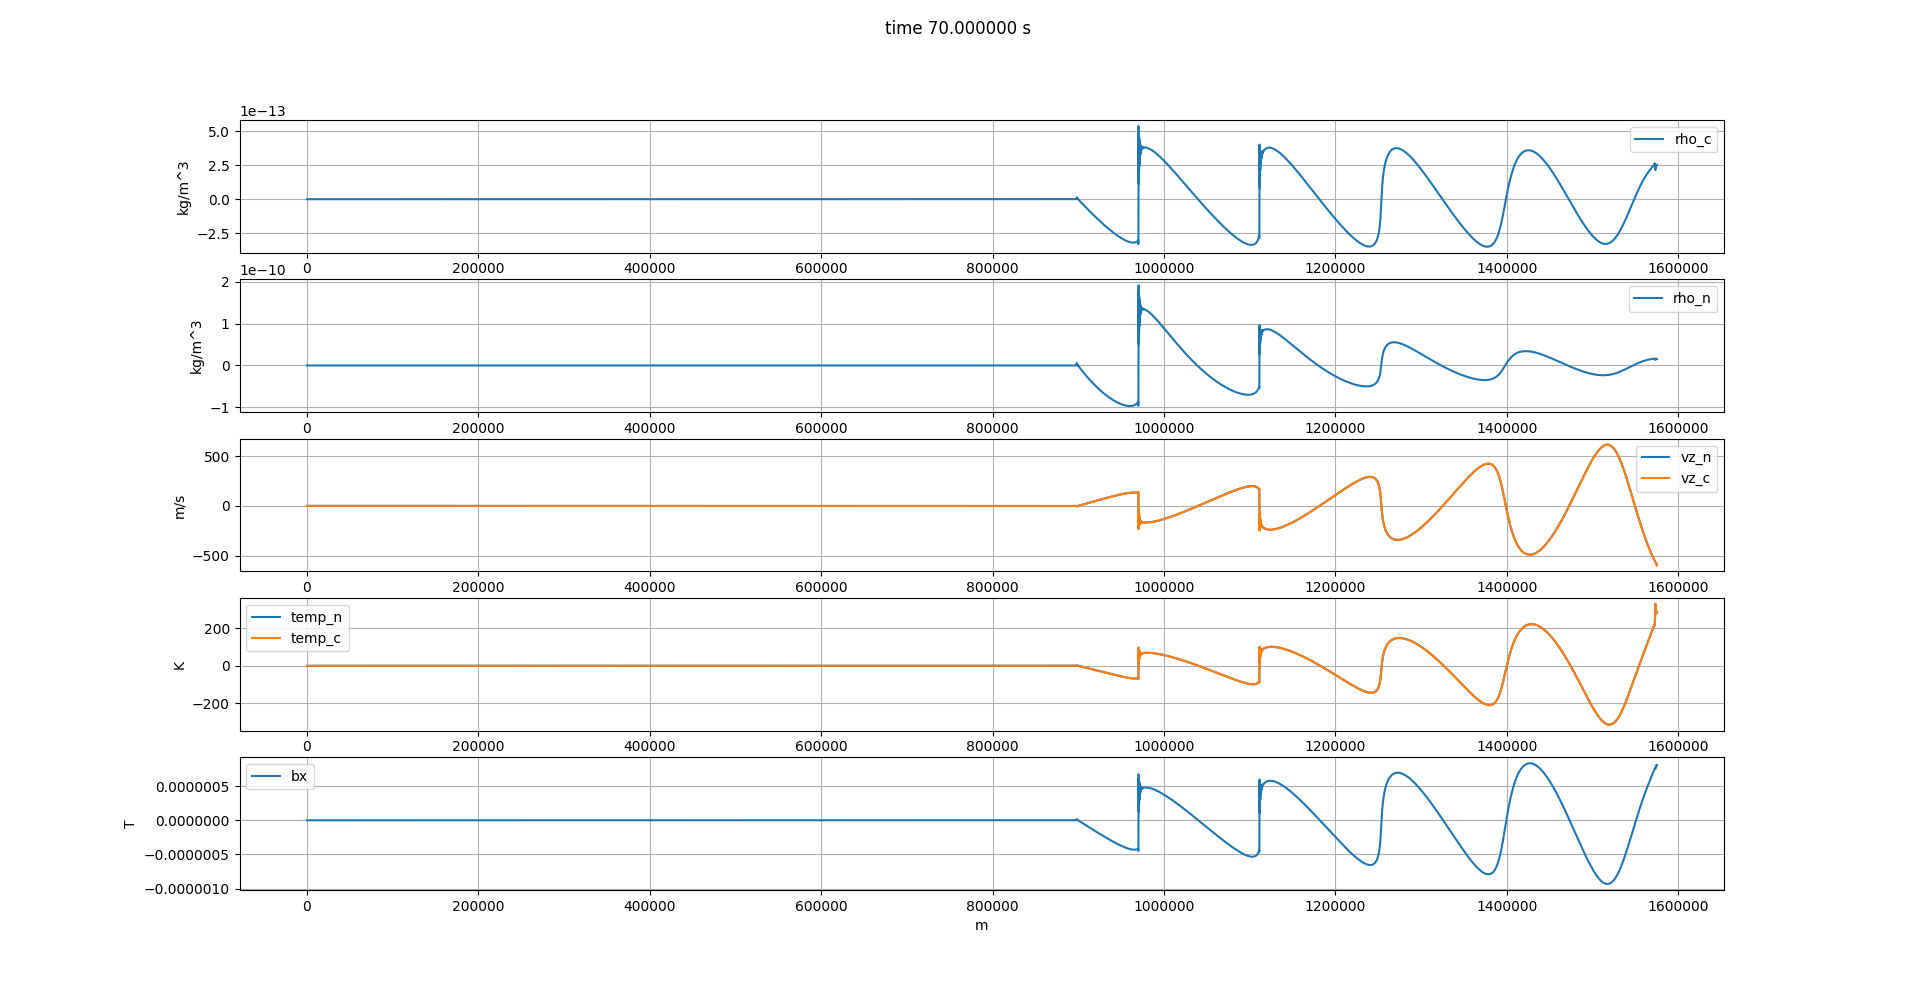 time 70.000000 s
1e−13
5.0
2.5
0.0
−2.5
kg/m^3
rho_c
0 200000 400000 600000 800000 1000000 1200000 1400000 1600000
1e−10
2
1
0
−1
kg/m^3
rho_n
0 200000 400000 600000 800000 1000000 1200000 1400000 1600000
500
0
−500
m/s
vz_n
vz_c
0 200000 400000 600000 800000 1000000 1200000 1400000 1600000
200
0
−200
K
temp_n
temp_c
0 200000 400000 600000 800000 1000000 1200000 1400000 1600000
0.0000005
0.0000000
−0.0000005
−0.0000010
T
bx
0 200000 400000 600000 800000 1000000 1200000 1400000 1600000
m